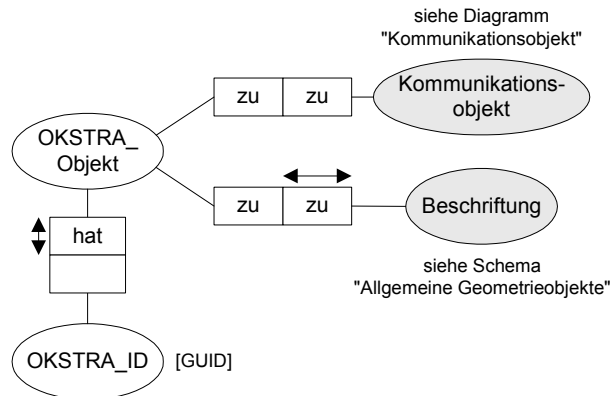 siehe Diagramm
"Kommunikationsobjekt"
zu zu
Kommunikations-
objekt
OKSTRA_
Objekt
zu zu
Beschriftung
hat
siehe Schema
"Allgemeine Geometrieobjekte"
OKSTRA_ID [GUID]